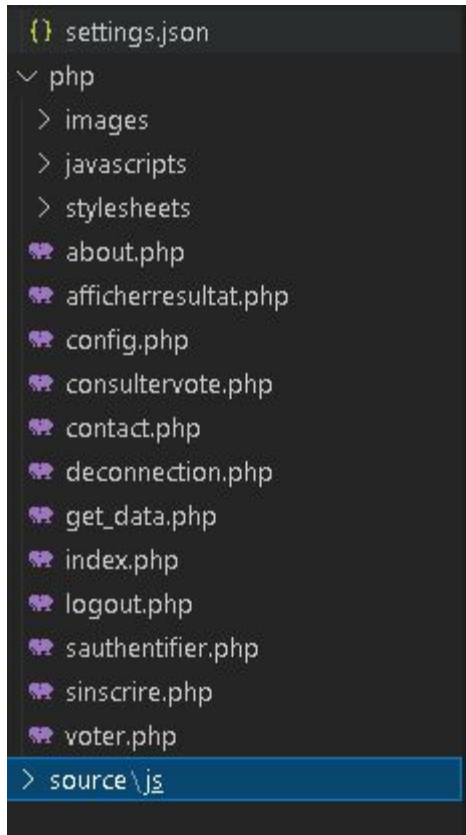 {} settings.json
php
images
javascripts
stylesheets
about.php
afficherresultat.php
config.php
consultervote.php
contact.php
deconnection.php
get_data.php
index.php
logout.php
sauthentifier.php
sinscrire.php
voter.php
source\js